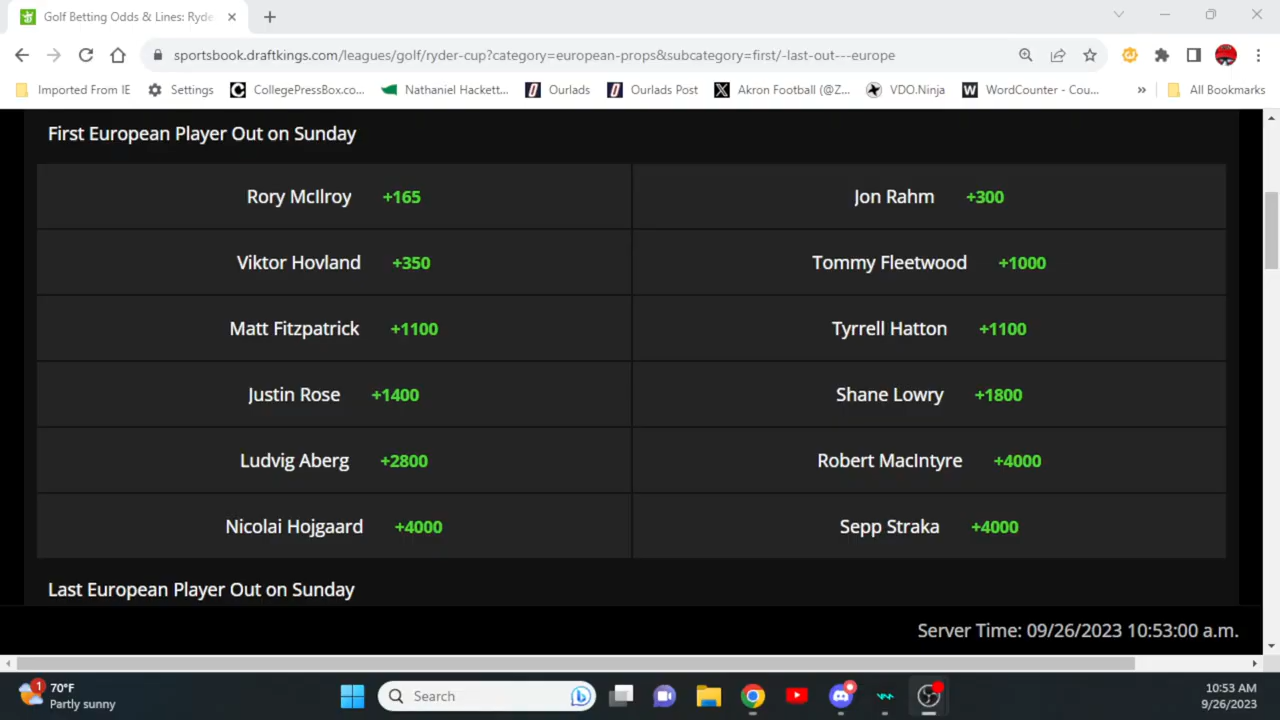 Golf Betting Odds & Lines: Ryde
sportsbook.draftkings.com/leagues/golf/ryder-cup?category=european-props&subcategory=first/-last-out---europe
Imported From IE Settings CollegePressBox.co... Nathaniel Hackett... Ourlads Ourlads Post Akron Football (@Z... VDO.Ninja WordCounter - Cou... » All Bookmarks
First European Player Out on Sunday
Rory McIlroy +165 Jon Rahm +300
Viktor Hovland +350 Tommy Fleetwood +1000
Matt Fitzpatrick +1100 Tyrrell Hatton +1100
Justin Rose +1400 Shane Lowry +1800
Ludvig Aberg +2800 Robert MacIntyre +4000
Nicolai Hojgaard +4000 Sepp Straka +4000
Last European Player Out on Sunday
Server Time: 09/26/2023 10:53:00 a.m.
1 70°F
Partly sunny
Search
10:53 AM
9/26/2023